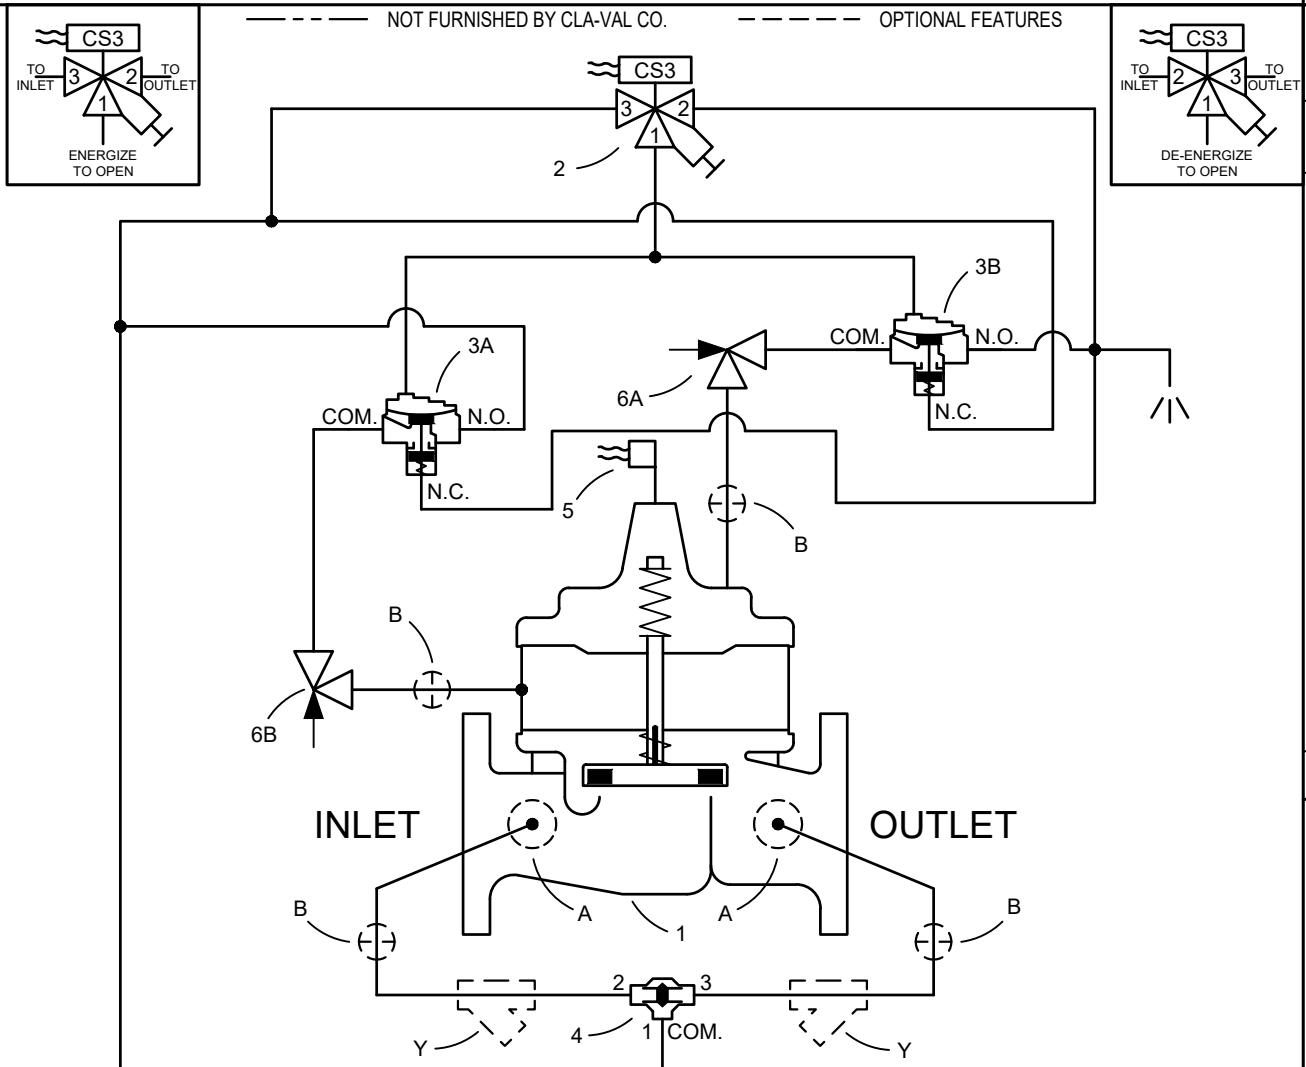 NOT FURNISHED BY CLA-VAL CO.
OPTIONAL FEATURES
CS3
TO INLET
3
2
TO OUTLET
1
ENERGIZE
TO OPEN
CS3
3
2
1
2
CS3
TO INLET
2
3
TO OUTLET
1
DE-ENERGIZE
TO OPEN
3B
COM.
N.O.
6A
N.C.
3A
COM.
N.O.
N.C.
5
B
B
6B
INLET
OUTLET
A
A
B
1
B
2
3
4
1
COM.
Y
Y